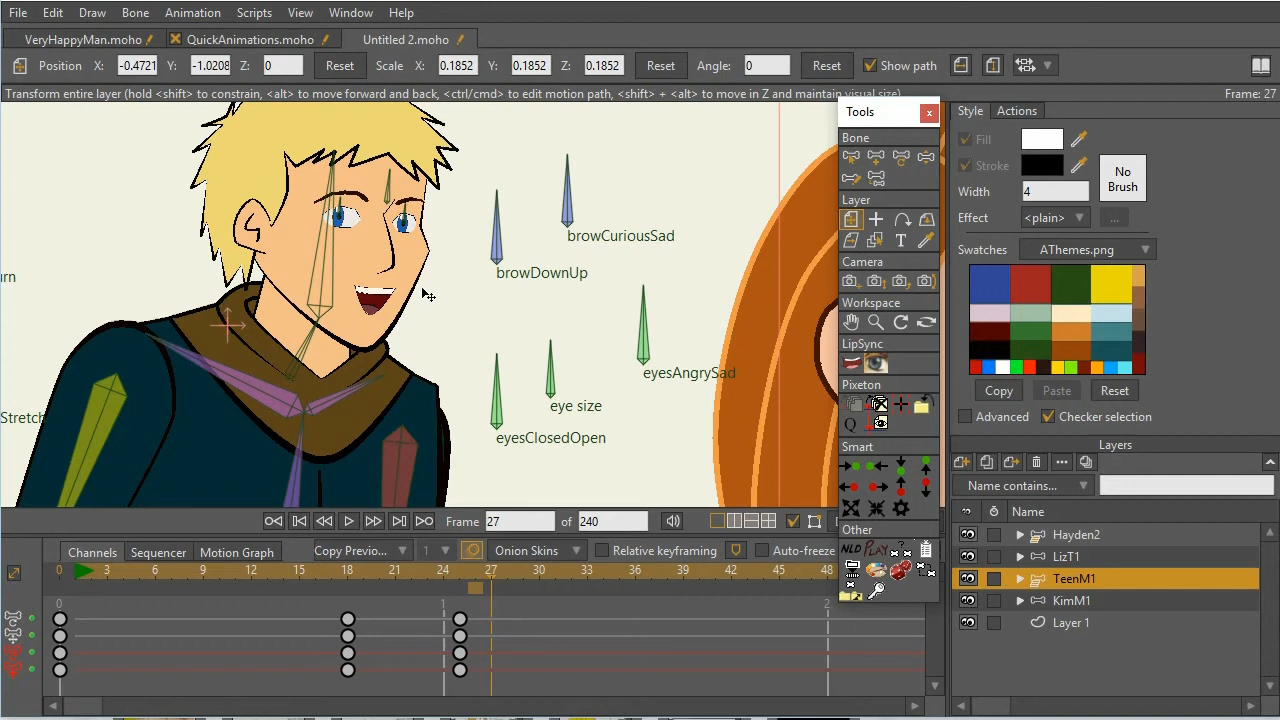 File Edit Draw Bone Animation Scripts View Window Help
VeryHappyMan.moho QuickAnimations.moho Untitled 2.moho
Position X: -0.4721 Y: -1.0208 Z: 0 Reset Scale X: 0.1852 Y: 0.1852 Z: 0.1852 Reset Angle: 0 Reset Show path
Transform entire layer (hold <shift> to constrain, <alt> to move forward and back, <ctrl/cmd> to edit motion path, <shift> + <alt> to move in Z and maintain visual size) Frame: 27
Tools
Bone
Layer
Camera
Workspace
LipSync
Pixeton
Q
Smart
Other
NLD PLAY
browCuriousSad
browDownUp
eyesAngrySad
eye size
eyesClosedOpen
urn
Stretch
Style Actions
Fill
Stroke
Width 4
No
Brush
Effect <plain> ...
Swatches AThemes.png
Copy Paste Reset
Advanced Checker selection
Layers
Name contains...
Name
Hayden2
LizT1
TeenM1
KimM1
Layer 1
Frame 27 of 240
Channels Sequencer Motion Graph Copy Previo... 1 Onion Skins Relative keyframing Auto-freeze
0 3 6 9 12 15 18 21 24 27 30 33 36 39 42 45 48
0 1 2